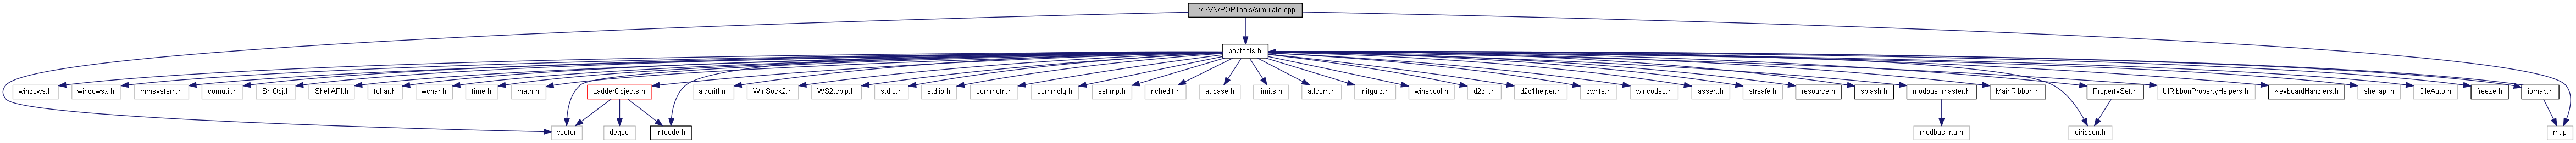 F:/SVN/POPTools/simulate.cpp
poptools.h
windows.h
windowsx.h
mmsystem.h
comutil.h
ShlObj.h
ShellAPI.h
tchar.h
wchar.h
time.h
math.h
LadderObjects.h
algorithm
WinSock2.h
WS2tcpip.h
stdio.h
stdlib.h
commctrl.h
commdlg.h
setjmp.h
richedit.h
atlbase.h
limits.h
atlcom.h
initguid.h
winspool.h
d2d1.h
d2d1helper.h
dwrite.h
wincodec.h
assert.h
strsafe.h
resource.h
splash.h
modbus_master.h
MainRibbon.h
PropertySet.h
UIRibbonPropertyHelpers.h
KeyboardHandlers.h
shellapi.h
OleAuto.h
freeze.h
iomap.h
vector
deque
intcode.h
modbus_rtu.h
uiribbon.h
map